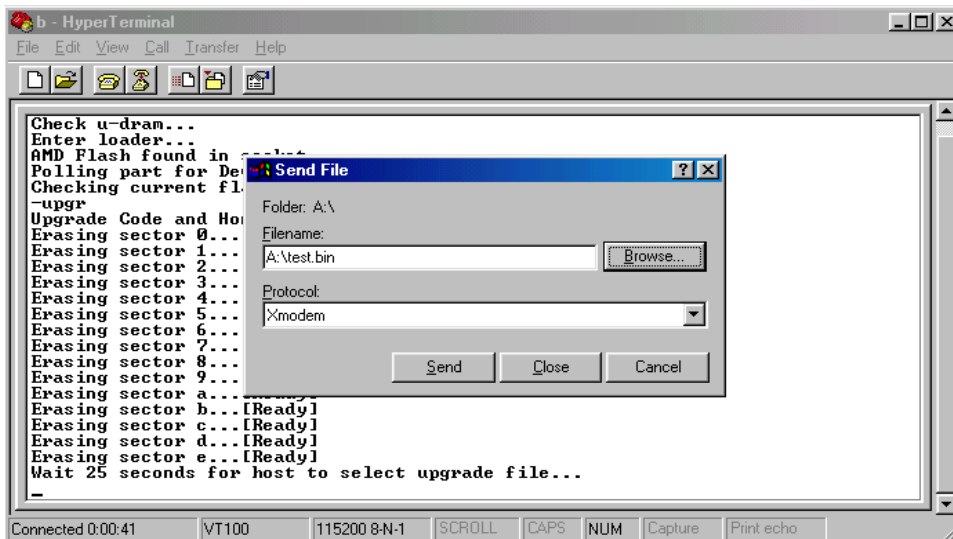 b - HyperTerminal
File Edit View Call Transfer Help
Check u-dram...
Enter loader...
AMD Flash found in
Polling part for
Checking current
-upgr
Upgrade Code and
Erasing sector 0...
Erasing sector 1...
Erasing sector 2...
Erasing sector 3...
Erasing sector 4...
Erasing sector 5...
Erasing sector 6...
Erasing sector 7...
Erasing sector 8...
Erasing sector 9...
Erasing sector a...
Erasing sector b...[Ready]
Erasing sector c...[Ready]
Erasing sector d...[Ready]
Erasing sector e...[Ready]
Wait 25 seconds for host to select upgrade file...
Send File
Folder: A:\
Filename:
A:\test.bin
Browse...
Protocol:
Xmodem
Send Close Cancel
Connected 0:00:41 VT100 115200 8-N-1 SCROLL CAPS NUM Capture Print echo